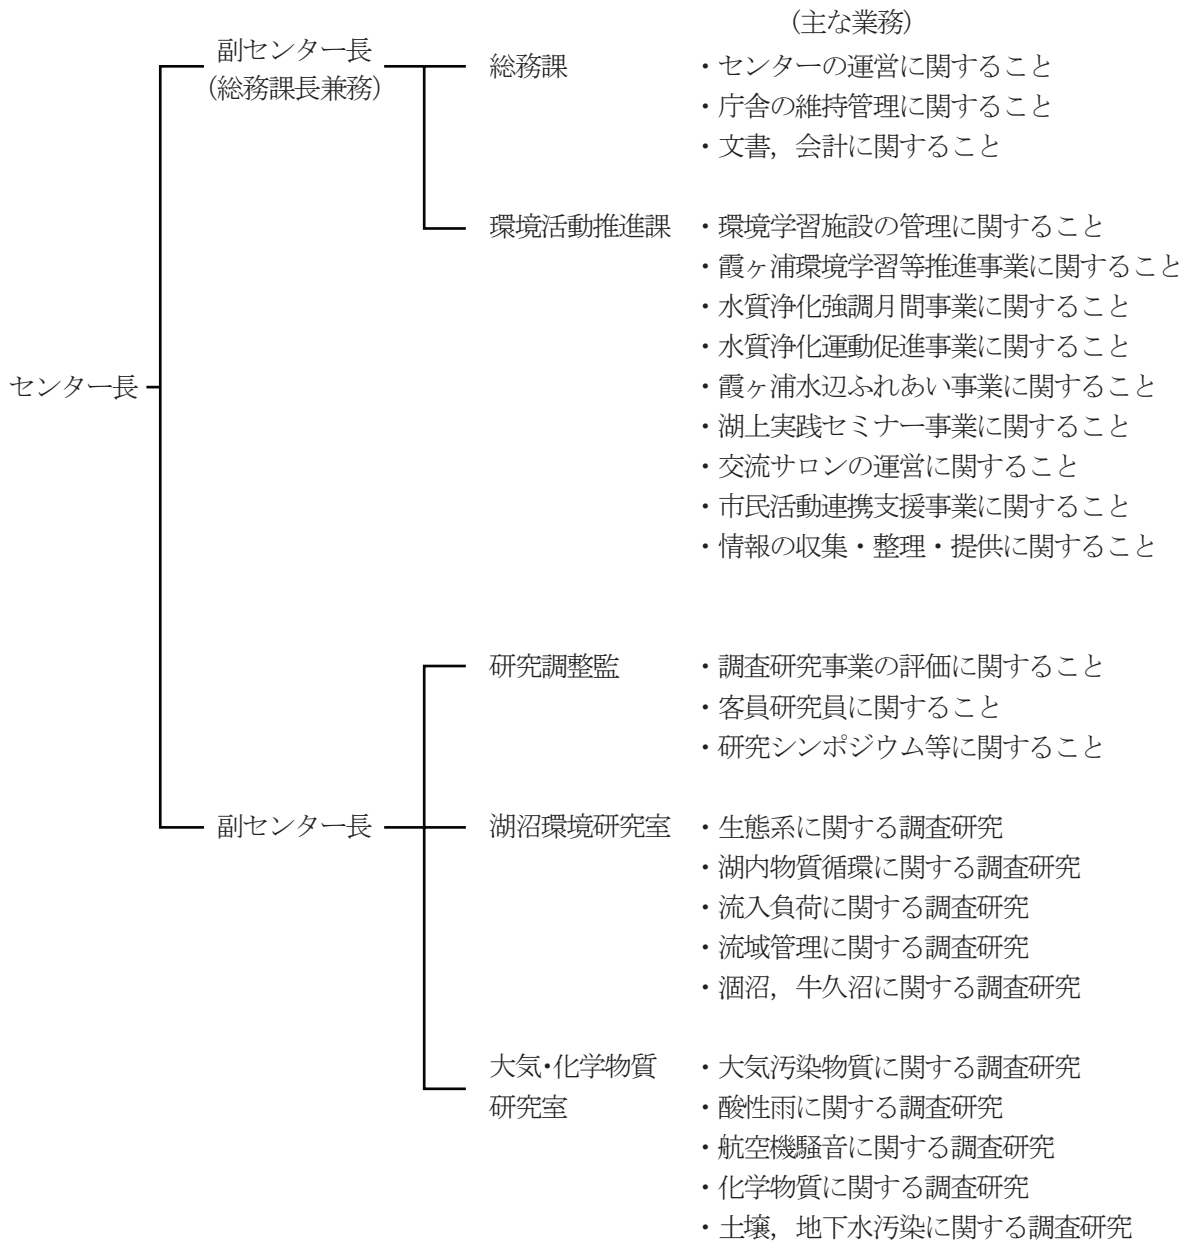 （主な業務）
副センター長
（総務課長兼務）
総務課
・センターの運営に関すること
・庁舎の維持管理に関すること
・文書，会計に関すること
環境活動推進課
・環境学習施設の管理に関すること
・霞ヶ浦環境学習等推進事業に関すること
・水質浄化強調月間事業に関すること
・水質浄化運動促進事業に関すること
センター長
・霞ヶ浦水辺ふれあい事業に関すること
・湖上実践セミナー事業に関すること
・交流サロンの運営に関すること
・市民活動連携支援事業に関すること
・情報の収集・整理・提供に関すること
研究調整監
・調査研究事業の評価に関すること
・客員研究員に関すること
・研究シンポジウム等に関すること
副センター長
湖沼環境研究室
・生態系に関する調査研究
・湖内物質循環に関する調査研究
・流入負荷に関する調査研究
・流域管理に関する調査研究
・涸沼，牛久沼に関する調査研究
大気・化学物質
研究室
・大気汚染物質に関する調査研究
・酸性雨に関する調査研究
・航空機騒音に関する調査研究
・化学物質に関する調査研究
・土壌，地下水汚染に関する調査研究